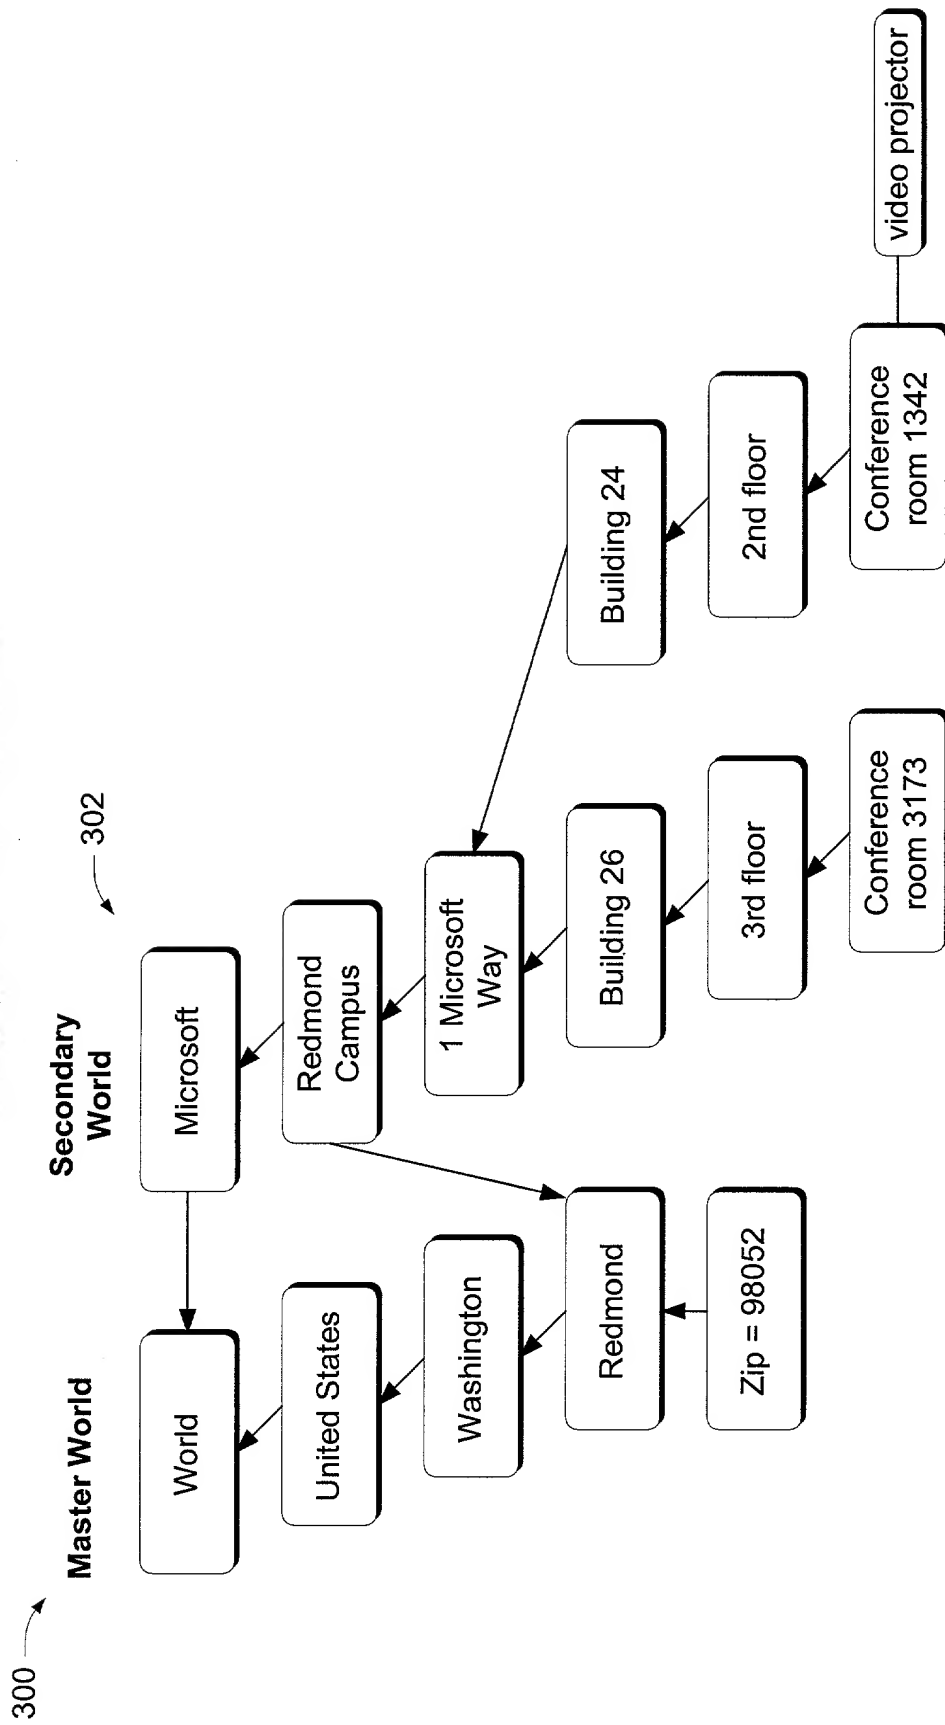 300
Master World
302
Secondary
World
World
Microsoft
United States
Redmond
Campus
Washington
1 Microsoft
Way
Redmond
Building 26
Building 24
Zip = 98052
3rd floor
2nd floor
Conference
room 3173
Conference
room 1342
video projector